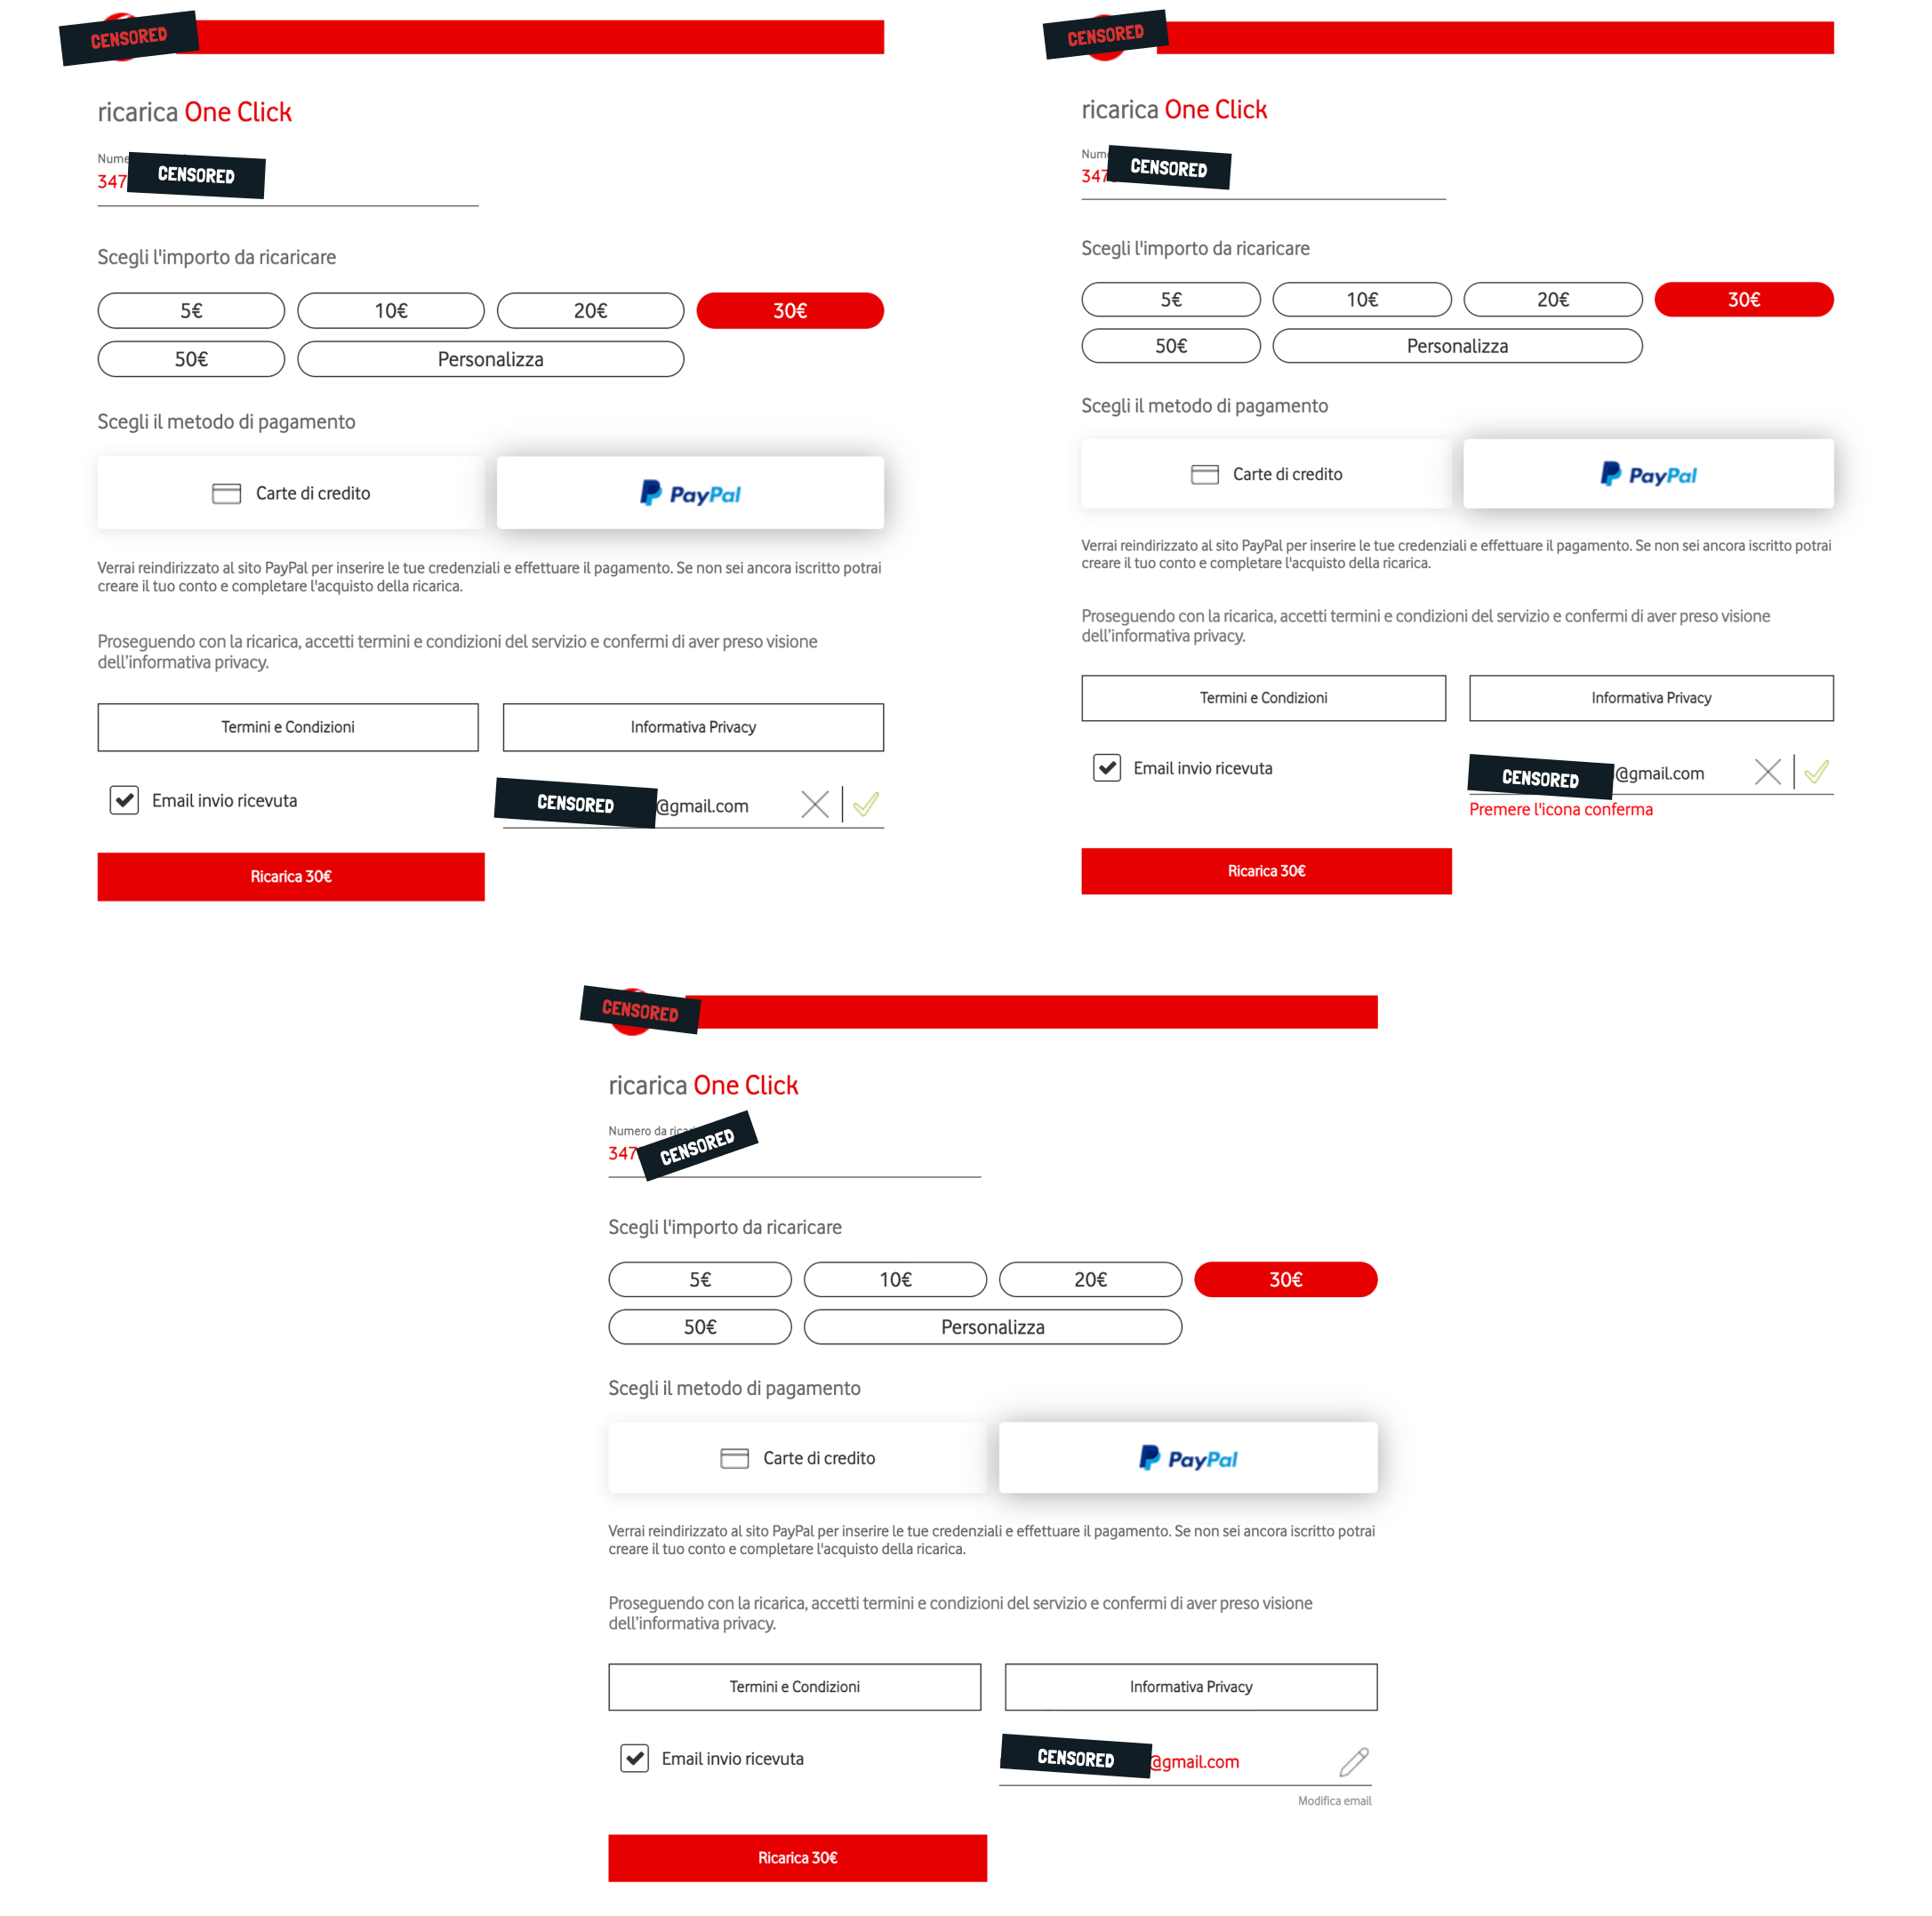 CENSORED
ricarica One Click
Nume
CENSORED
347
Scegli l'importo da ricaricare
5€ 10€ 20€ 30€
50€ Personalizza
Scegli il metodo di pagamento
Carte di credito PayPal
Verrai reindirizzato al sito PayPal per inserire le tue credenziali e effettuare il pagamento. Se non sei ancora iscritto potrai
creare il tuo conto e completare l'acquisto della ricarica.
Proseguendo con la ricarica, accetti termini e condizioni del servizio e confermi di aver preso visione
dell'informativa privacy.
Termini e Condizioni Informativa Privacy
Email invio ricevuta CENSORED @gmail.com
Ricarica 30€
CENSORED
ricarica One Click
Num
CENSORED
347
Scegli l'importo da ricaricare
5€ 10€ 20€ 30€
50€ Personalizza
Scegli il metodo di pagamento
Carte di credito PayPal
Verrai reindirizzato al sito PayPal per inserire le tue credenziali e effettuare il pagamento. Se non sei ancora iscritto potrai
creare il tuo conto e completare l'acquisto della ricarica.
Proseguendo con la ricarica, accetti termini e condizioni del servizio e confermi di aver preso visione
dell'informativa privacy.
Termini e Condizioni Informativa Privacy
Email invio ricevuta CENSORED @gmail.com
Premere l'icona conferma
Ricarica 30€
CENSORED
ricarica One Click
Numero da rica
347 CENSORED
Scegli l'importo da ricaricare
5€ 10€ 20€ 30€
50€ Personalizza
Scegli il metodo di pagamento
Carte di credito PayPal
Verrai reindirizzato al sito PayPal per inserire le tue credenziali e effettuare il pagamento. Se non sei ancora iscritto potrai
creare il tuo conto e completare l'acquisto della ricarica.
Proseguendo con la ricarica, accetti termini e condizioni del servizio e confermi di aver preso visione
dell'informativa privacy.
Termini e Condizioni Informativa Privacy
Email invio ricevuta CENSORED @gmail.com
Modifica email
Ricarica 30€